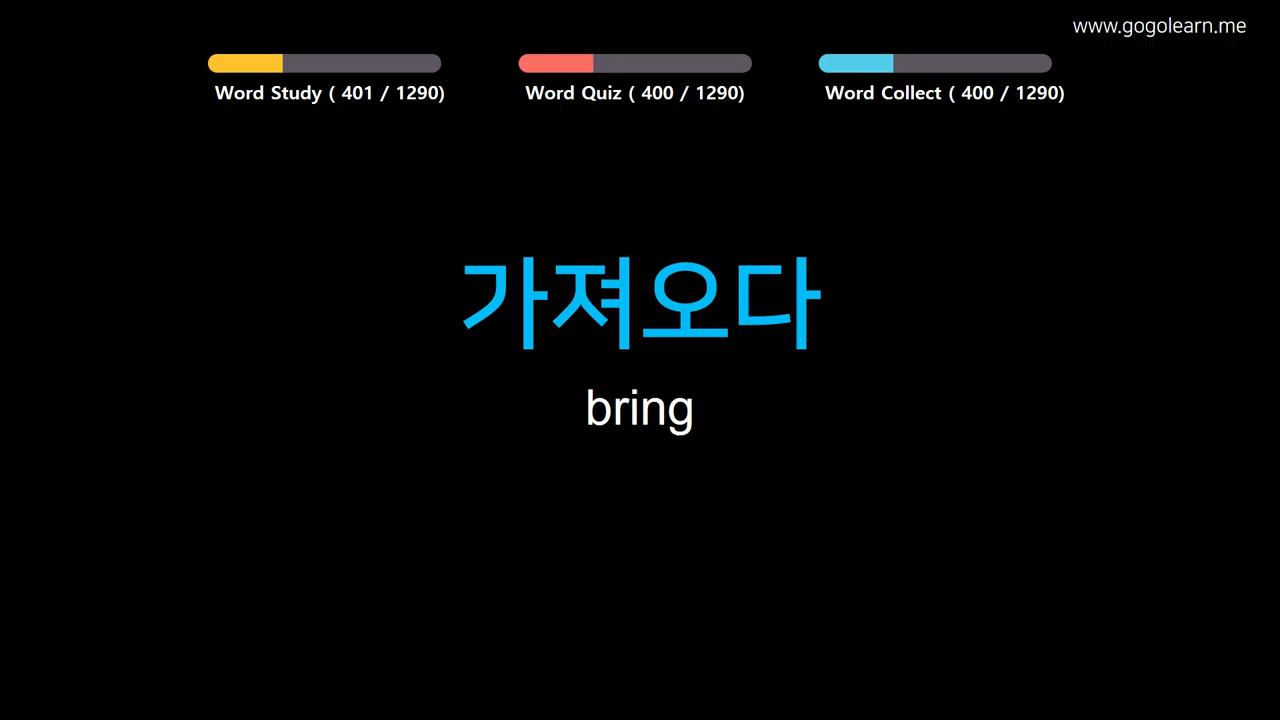 www.gogolearn.me
Word Study ( 401 / 1290)
Word Quiz ( 400 / 1290)
Word Collect ( 400 / 1290)
가져오다
bring